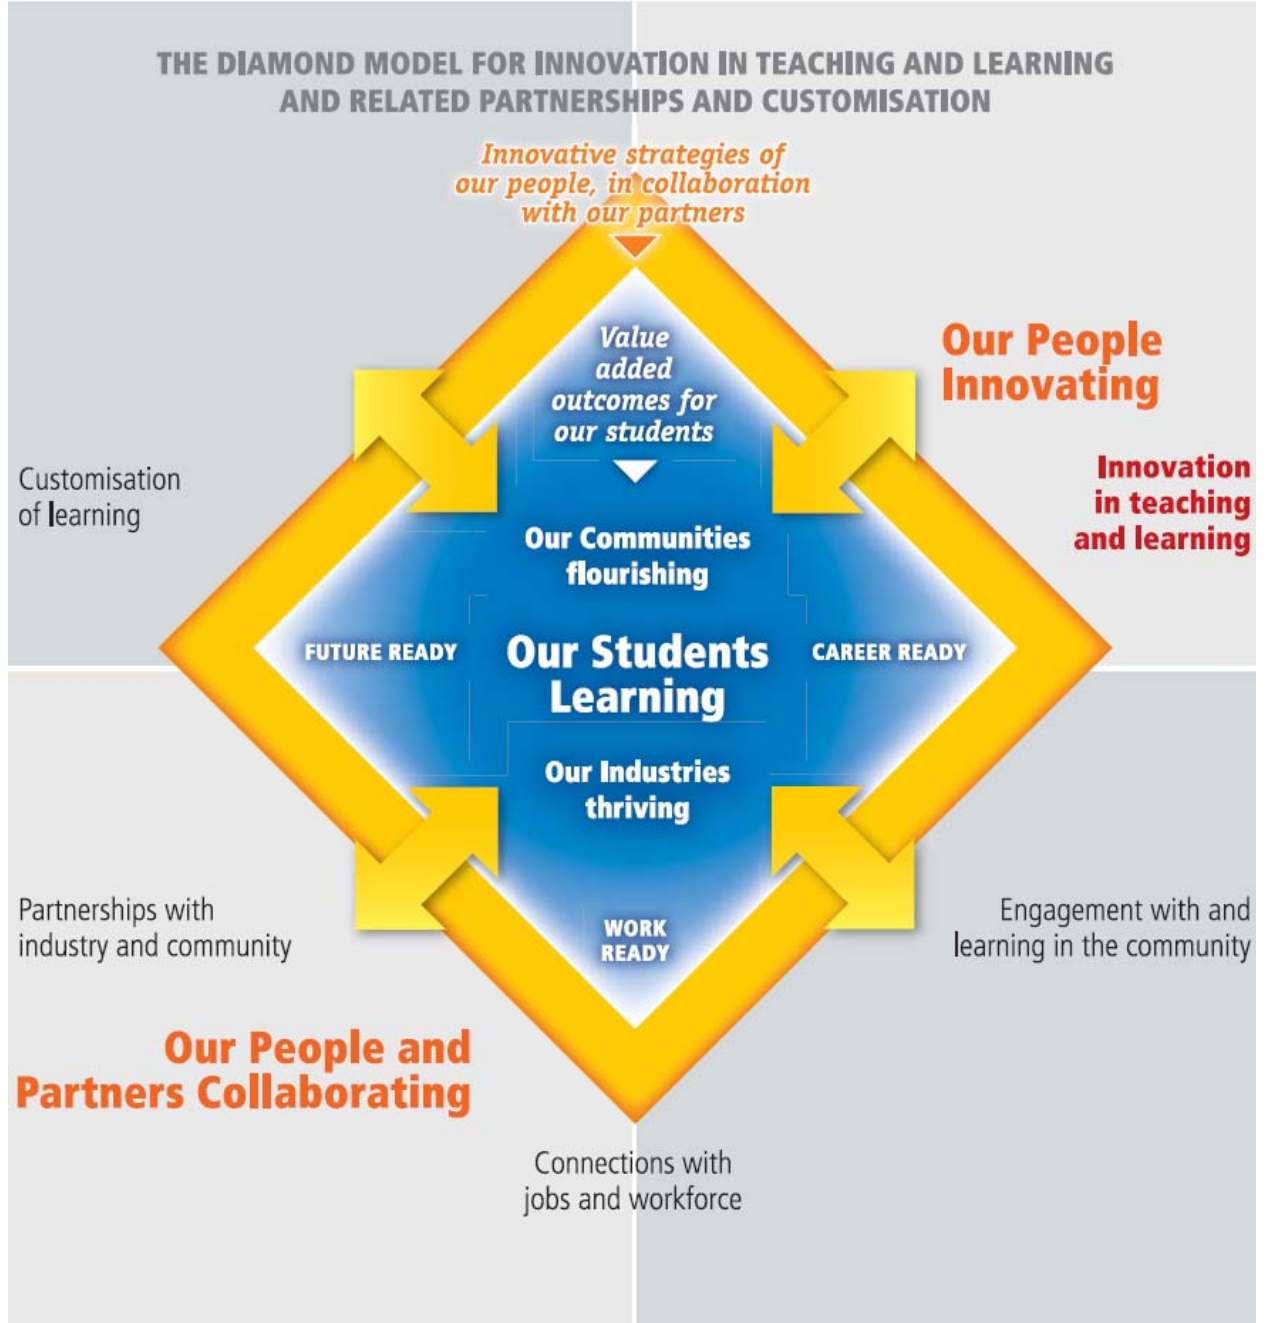 THE DIAMOND MODEL FOR INNOVATION IN TEACHING AND LEARNING
AND RELATED PARTNERSHIPS AND CUSTOMISATION
Innovative strategies of
our people, in collaboration
with our partners
Value
added
outcomes for
our students
Our People
Innovating
Innovation
in teaching
and learning
Customisation
of learning
Our Communities
flourishing
FUTURE READY
Our Students
Learning
CAREER READY
Our Industries
thriving
WORK
READY
Partnerships with
industry and community
Engagement with and
learning in the community
Our People and
Partners Collaborating
Connections with
jobs and workforce